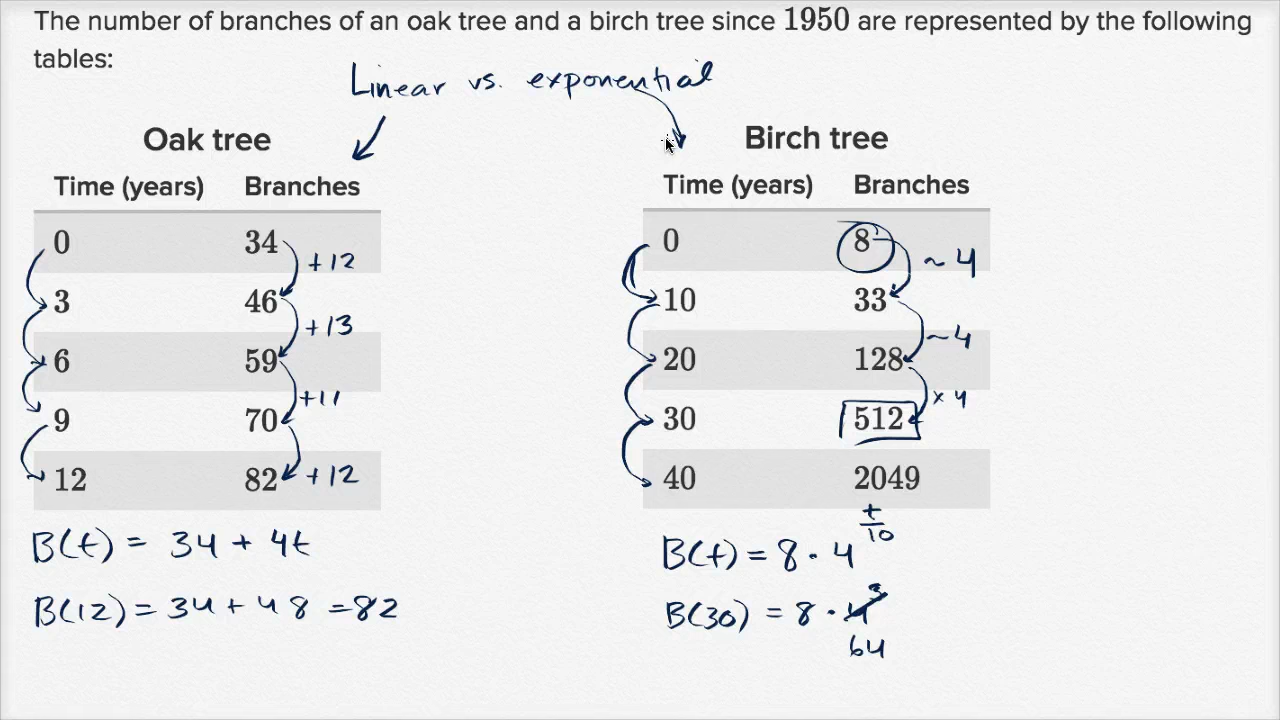 The number of branches of an oak tree and a birch tree since 1950 are represented by the following
tables:
Linear vs. exponential
Oak tree
Time (years) Branches
0 34
+12
3 46
+13
6 59
+11
9 70
+12
12 82
B(t) = 34 + 4t
B(12) = 34 + 48 = 82
Birch tree
Time (years) Branches
0 8
~ 4
10 33
~ 4
20 128
× 4
30 512
40 2049
B(t) = 8 · 4^(t/10)
B(30) = 8 · 4³
64